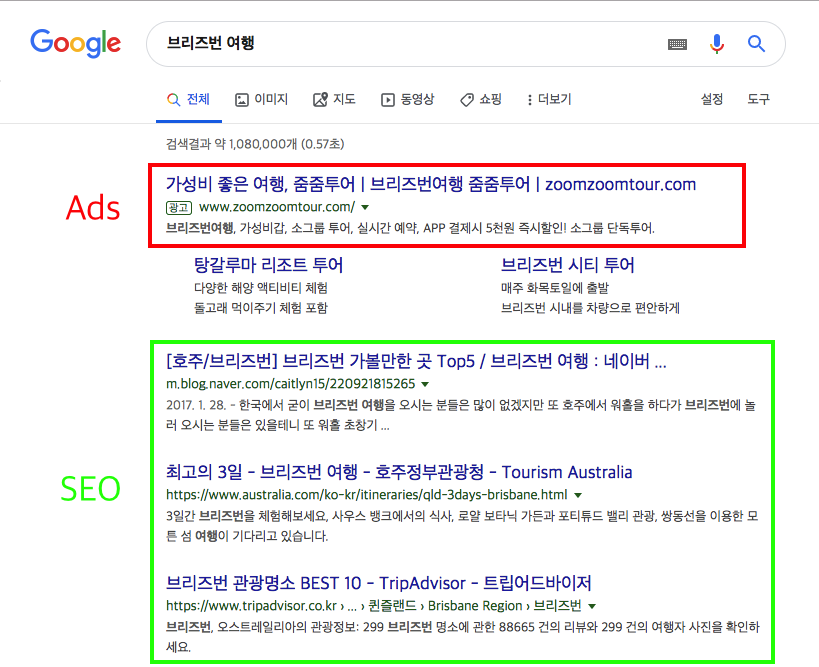 Google
브리즈번 여행
전체 이미지 지도 동영상 쇼핑 더보기 설정 도구
검색결과 약 1,080,000개 (0.57초)
Ads
가성비 좋은 여행, 줌줌투어 | 브리즈번여행 줌줌투어 | zoomzoomtour.com
광고 www.zoomzoomtour.com/
브리즈번여행, 가성비갑, 소그룹 투어, 실시간 예약, APP 결제시 5천원 즉시할인! 소그룹 단독투어.
탕갈루마 리조트 투어
다양한 해양 액티비티 체험
돌고래 먹이주기 체험 포함
브리즈번 시티 투어
매주 화목토일에 출발
브리즈번 시내를 차량으로 편안하게
SEO
[호주/브리즈번] 브리즈번 가볼만한 곳 Top5 / 브리즈번 여행 : 네이버 ...
m.blog.naver.com/caitlyn15/220921815265
2017. 1. 28. - 한국에서 굳이 브리즈번 여행을 오시는 분들은 많이 없겠지만 또 호주에서 워홀을 하다가 브리즈번에 놀
러 오시는 분들은 있을테니 또 워홀 초창기 ...
최고의 3일 - 브리즈번 여행 - 호주정부관광청 - Tourism Australia
https://www.australia.com/ko-kr/itineraries/qld-3days-brisbane.html
3일간 브리즈번을 체험해보세요, 사우스 뱅크에서의 식사, 로얄 보타닉 가든과 포티튜드 밸리 관광, 쌍동선을 이용한 모
튼 섬 여행이 기다리고 있습니다.
브리즈번 관광명소 BEST 10 - TripAdvisor - 트립어드바이저
https://www.tripadvisor.co.kr › ... › 퀸즐랜드 › Brisbane Region › 브리즈번
브리즈번, 오스트레일리아의 관광정보: 299 브리즈번 명소에 관한 88665 건의 리뷰와 299 건의 여행자 사진을 확인하
세요.